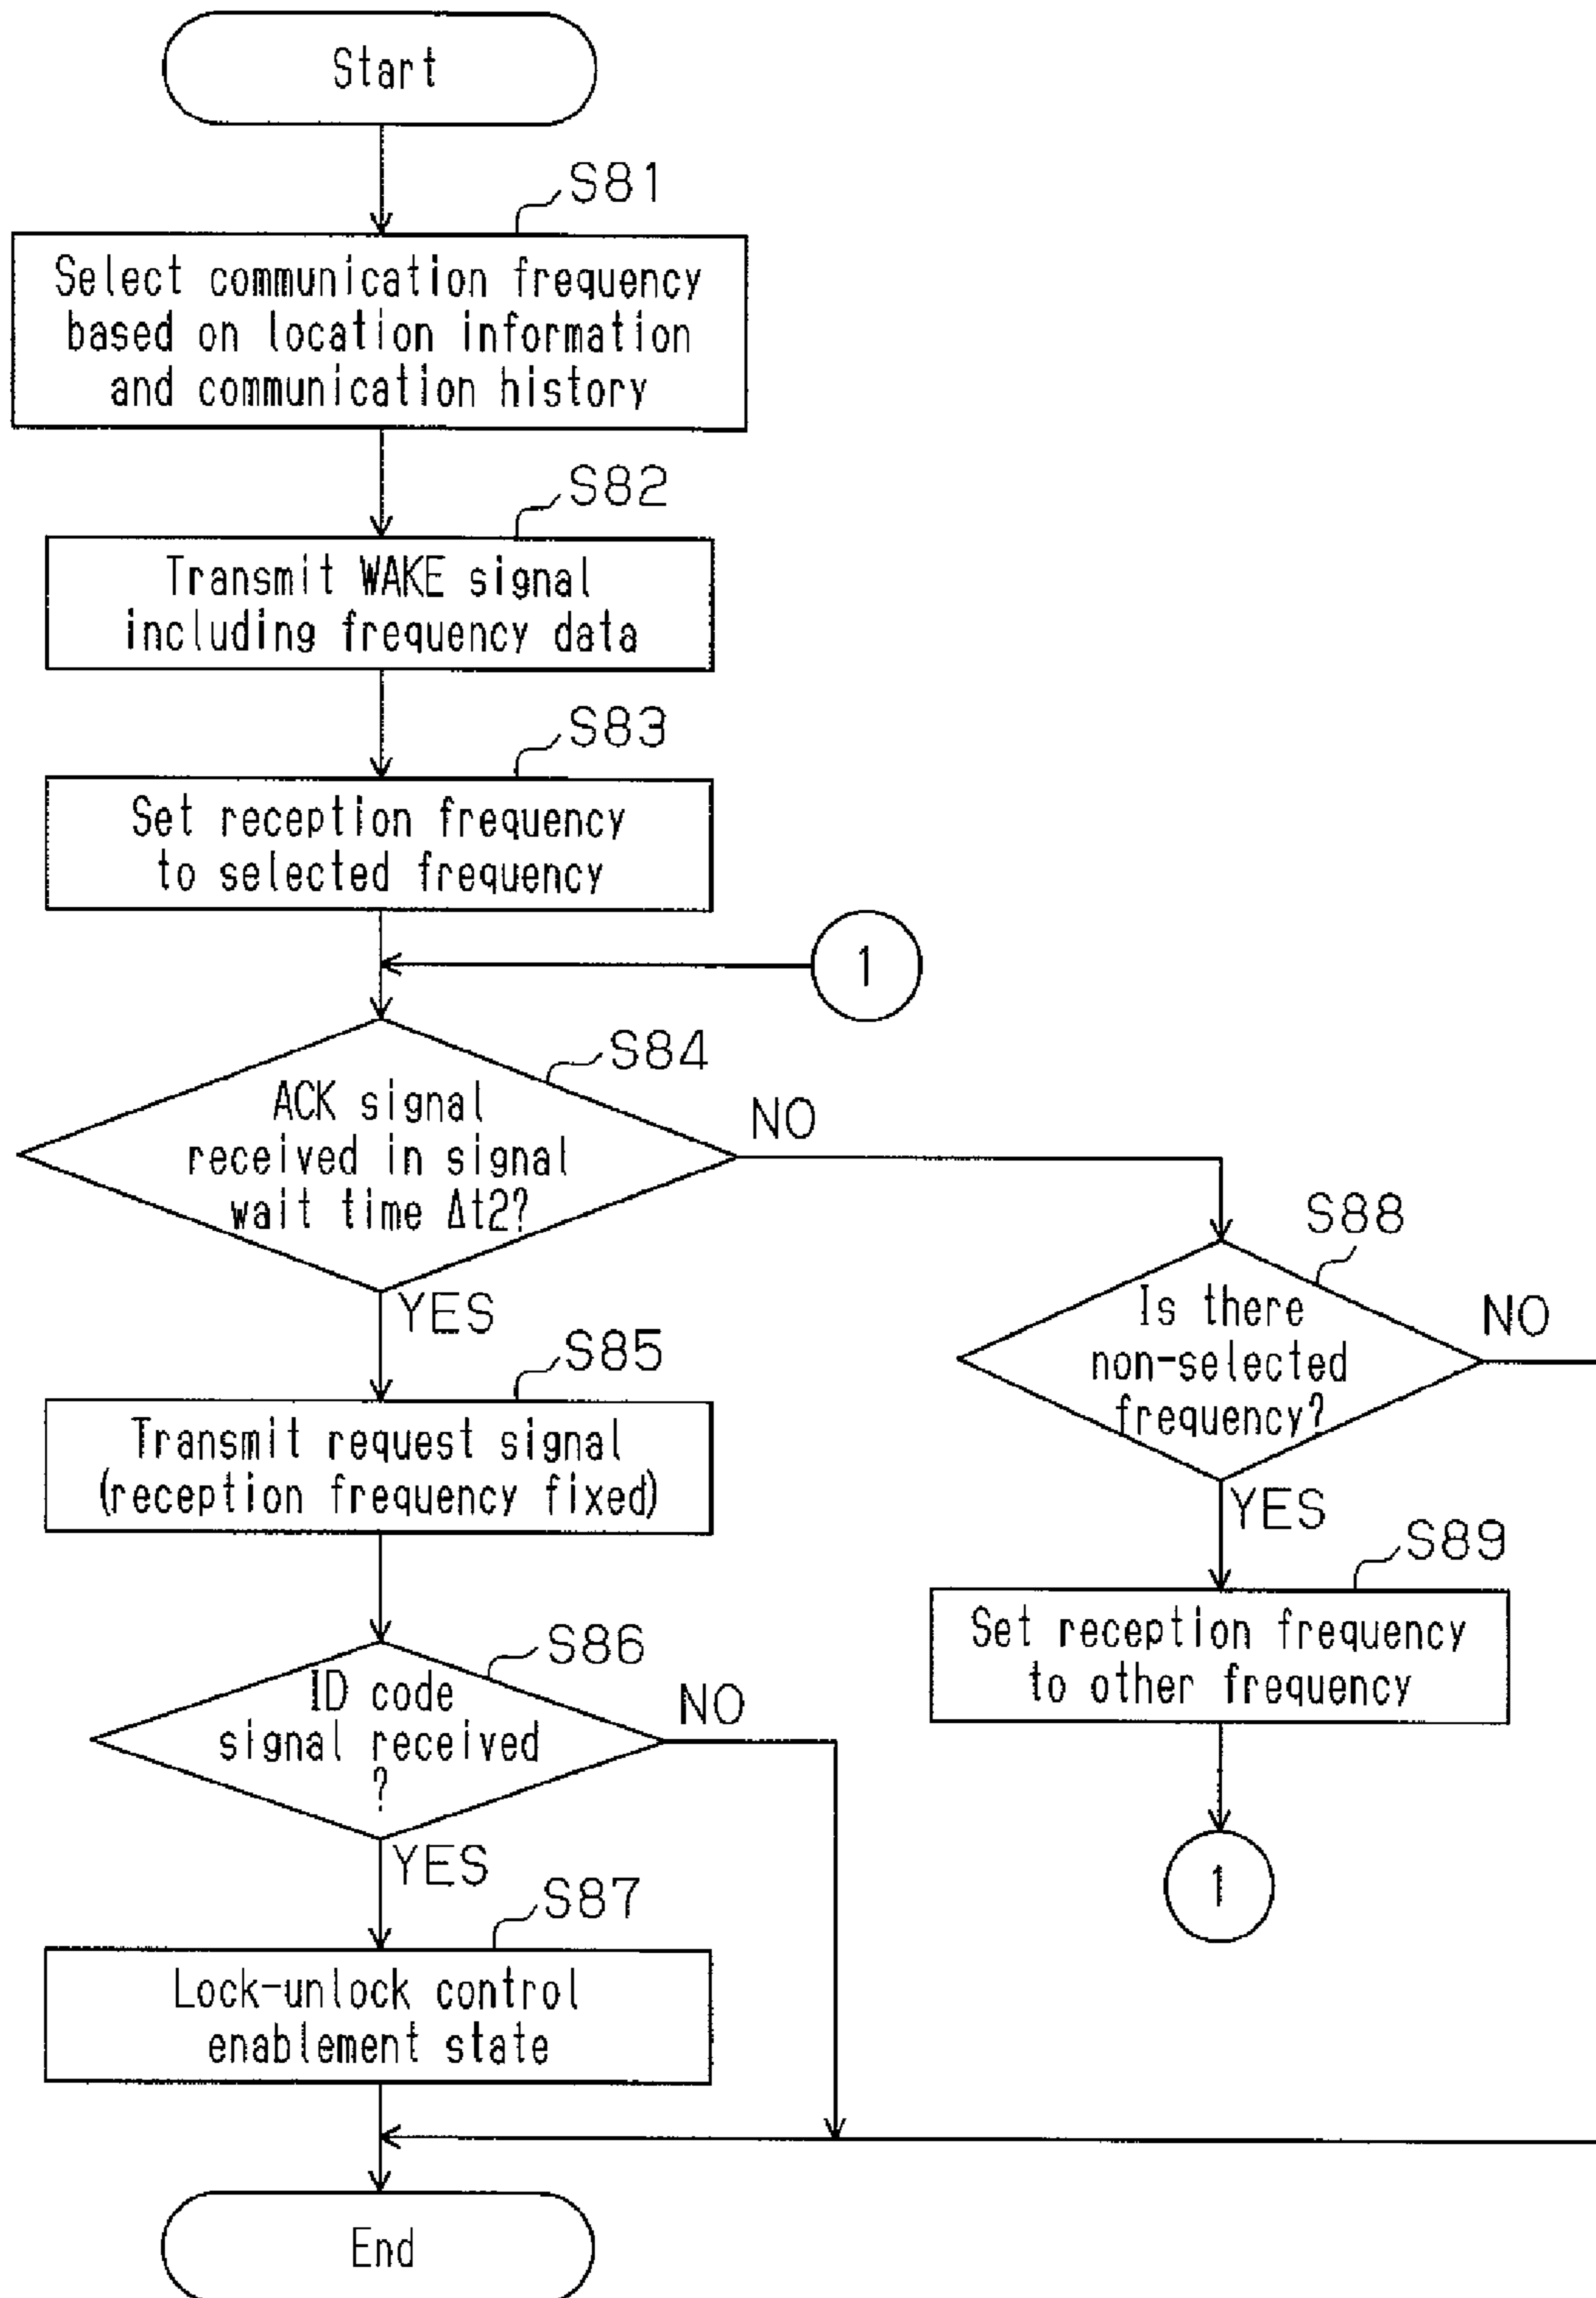 Start
S81
Select communication frequency
based on location information
and communication history
S82
Transmit WAKE signal
including frequency data
S83
Set reception frequency
to selected frequency
1
S84
ACK signal
received in signal
wait time Δt2?
NO
YES
S88
Is there
non-selected
frequency?
NO
YES
S85
Transmit request signal
(reception frequency fixed)
S89
Set reception frequency
to other frequency
1
S86
ID code
signal received
?
NO
YES
S87
Lock-unlock control
enablement state
End